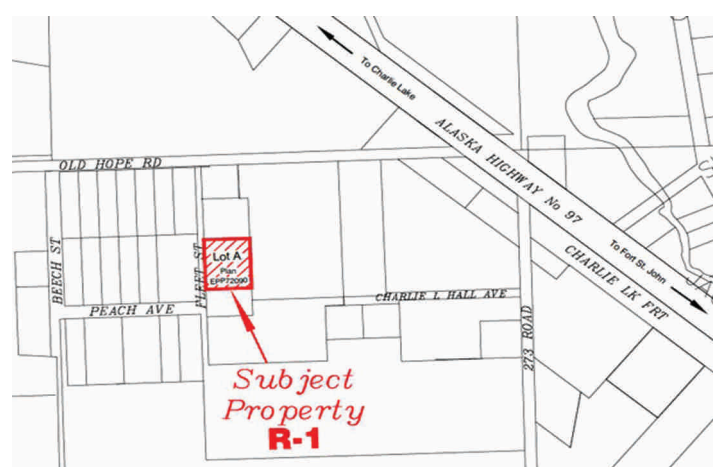 To Charlie Lake
ALASKA HIGHWAY No 97
OLD HOPE RD
To Fort St. John
CHARLIE LK FRT
BEECH ST
FLEET ST
Lot A
Plan
EPP72090
PEACH AVE
CHARLIE L HALL AVE
273 ROAD
Subject
Property
R-1